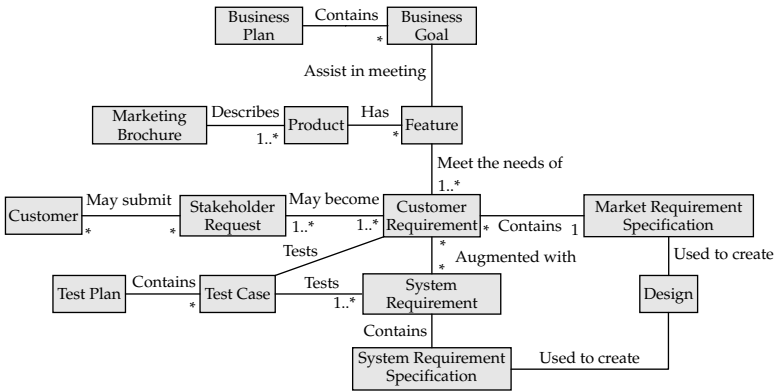 Business
Plan
Contains
*
Business
Goal
Assist in meeting
Marketing
Brochure
Describes
1..*
Product
Has
*
Feature
Meet the needs of
1..*
Customer
May submit
*
*
Stakeholder
Request
May become
1..*
1..*
Customer
Requirement
*
Contains
1
Market Requirement
Specification
Tests
*
Augmented with
*
Used to create
Test Plan
Contains
*
Test Case
Tests
1..*
System
Requirement
Design
Contains
System Requirement
Specification
Used to create